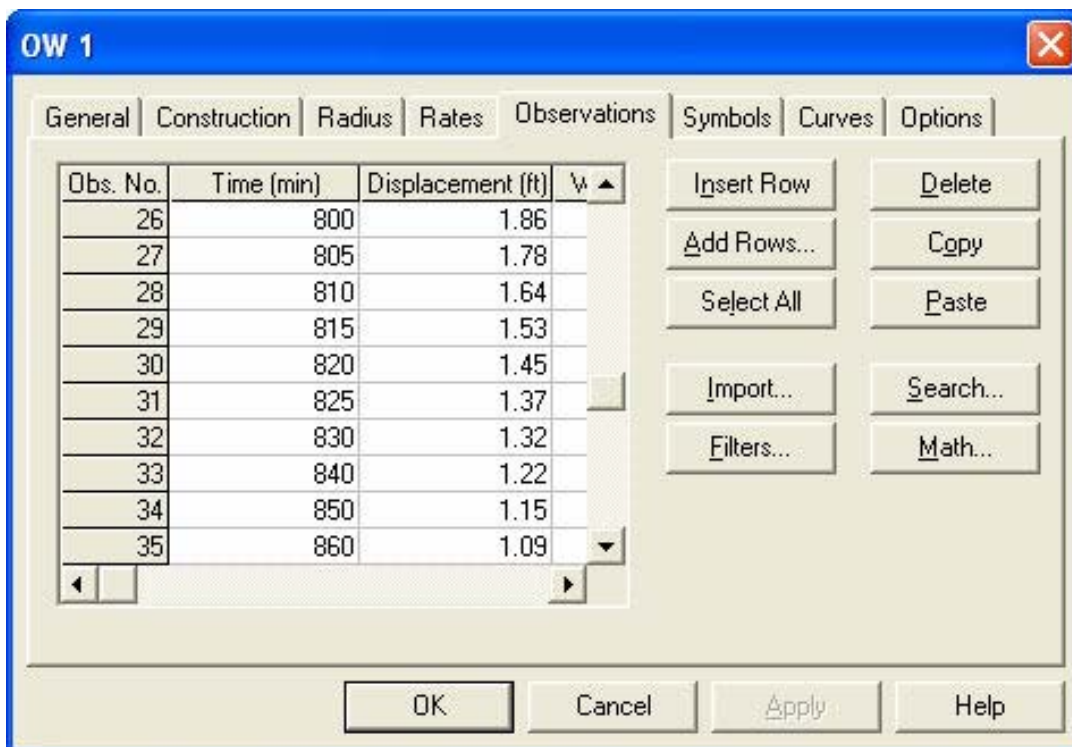 OW 1
General Construction Radius Rates Observations Symbols Curves Options
Obs. No. Time (min) Displacement (ft)
26 800 1.86
27 805 1.78
28 810 1.64
29 815 1.53
30 820 1.45
31 825 1.37
32 830 1.32
33 840 1.22
34 850 1.15
35 860 1.09
Insert Row Delete
Add Rows... Copy
Select All Paste
Import... Search...
Filters... Math...
OK Cancel Apply Help